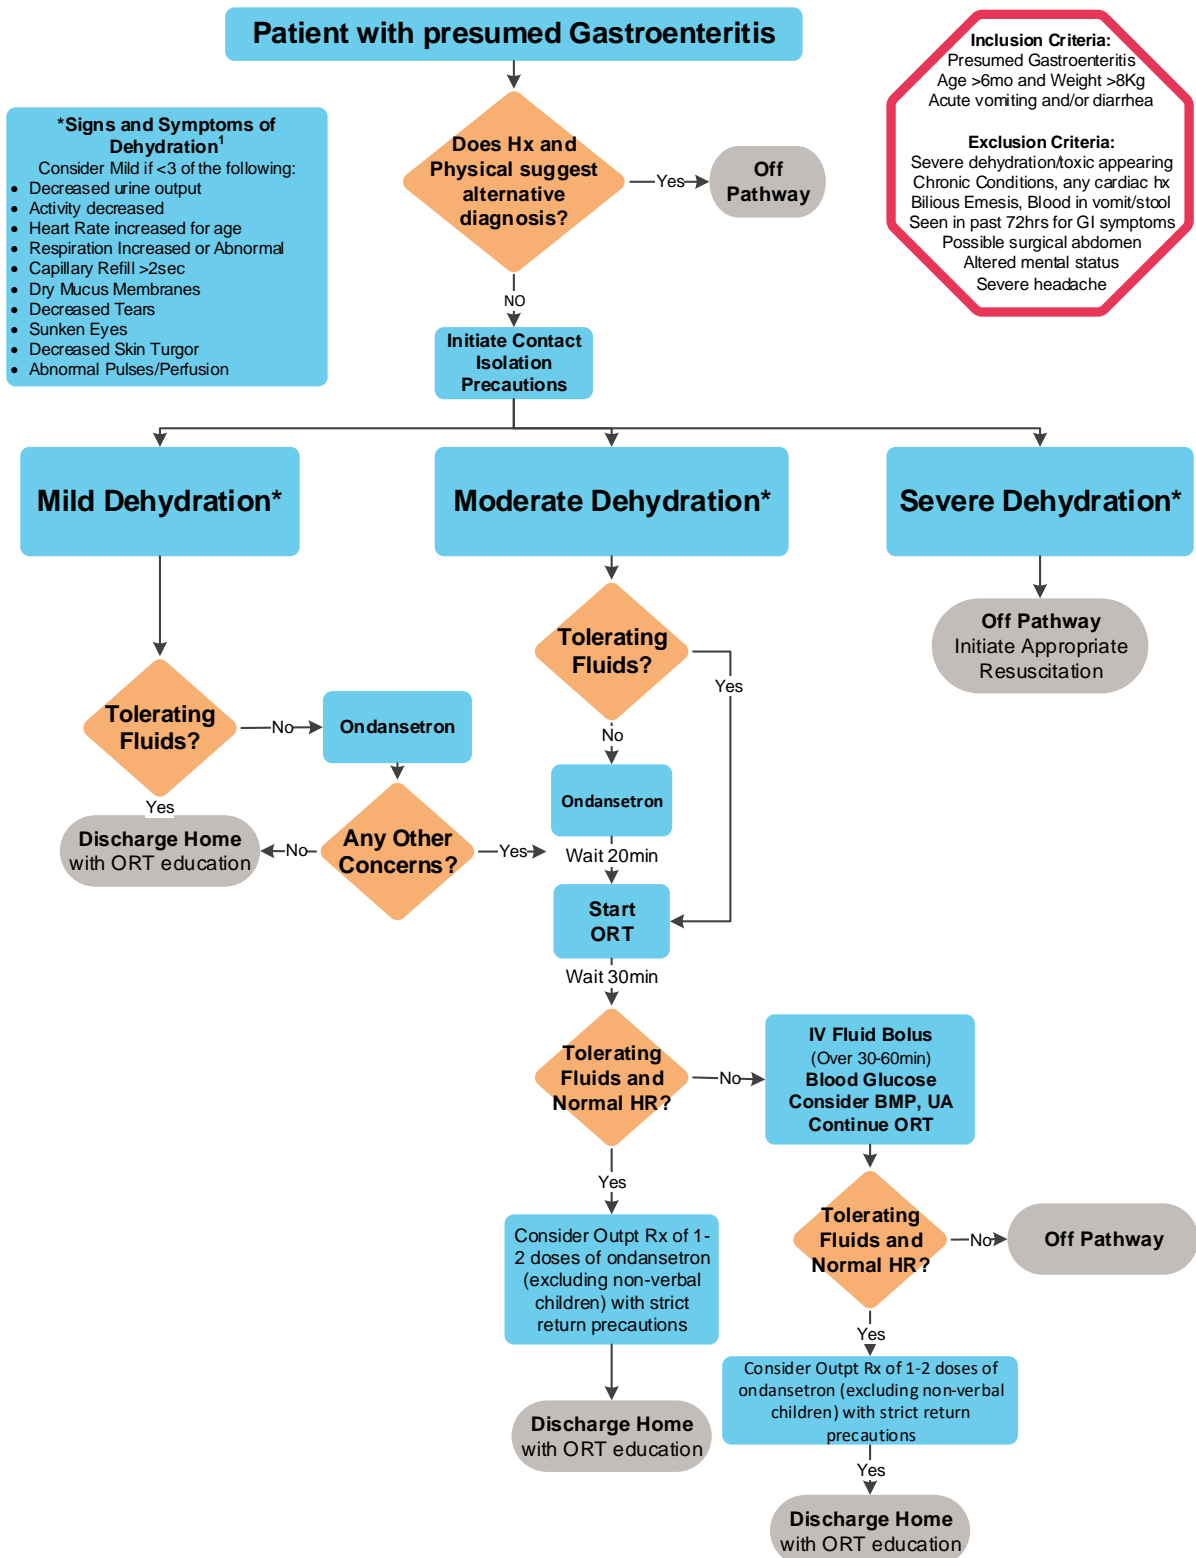 Patient with presumed Gastroenteritis
Inclusion Criteria:
Presumed Gastroenteritis
Age >6mo and Weight >8Kg
Acute vomiting and/or diarrhea
Exclusion Criteria:
Severe dehydration/toxic appearing
Chronic Conditions, any cardiac hx
Bilious Emesis, Blood in vomit/stool
Seen in past 72hrs for GI symptoms
Possible surgical abdomen
Altered mental status
Severe headache
*Signs and Symptoms of
Dehydration1
Consider Mild if <3 of the following:
• Decreased urine output
• Activity decreased
• Heart Rate increased for age
• Respiration Increased or Abnormal
• Capillary Refill >2sec
• Dry Mucus Membranes
• Decreased Tears
• Sunken Eyes
• Decreased Skin Turgor
• Abnormal Pulses/Perfusion
Does Hx and
Physical suggest
alternative
diagnosis?
Yes
Off
Pathway
NO
Initiate Contact
Isolation
Precautions
Mild Dehydration*
Moderate Dehydration*
Severe Dehydration*
Off Pathway
Initiate Appropriate
Resuscitation
Tolerating
Fluids?
Yes
No
Ondansetron
Wait 20min
Start
ORT
Wait 30min
Tolerating
Fluids?
No
Ondansetron
Yes
Discharge Home
with ORT education
No
Any Other
Concerns?
Yes
Tolerating
Fluids and
Normal HR?
No
IV Fluid Bolus
(Over 30-60min)
Blood Glucose
Consider BMP, UA
Continue ORT
Yes
Consider Outpt Rx of 1-
2 doses of ondansetron
(excluding non-verbal
children) with strict
return precautions
Discharge Home
with ORT education
Tolerating
Fluids and
Normal HR?
No
Off Pathway
Yes
Consider Outpt Rx of 1-2 doses of
ondansetron (excluding non-verbal
children) with strict return
precautions
Yes
Discharge Home
with ORT education